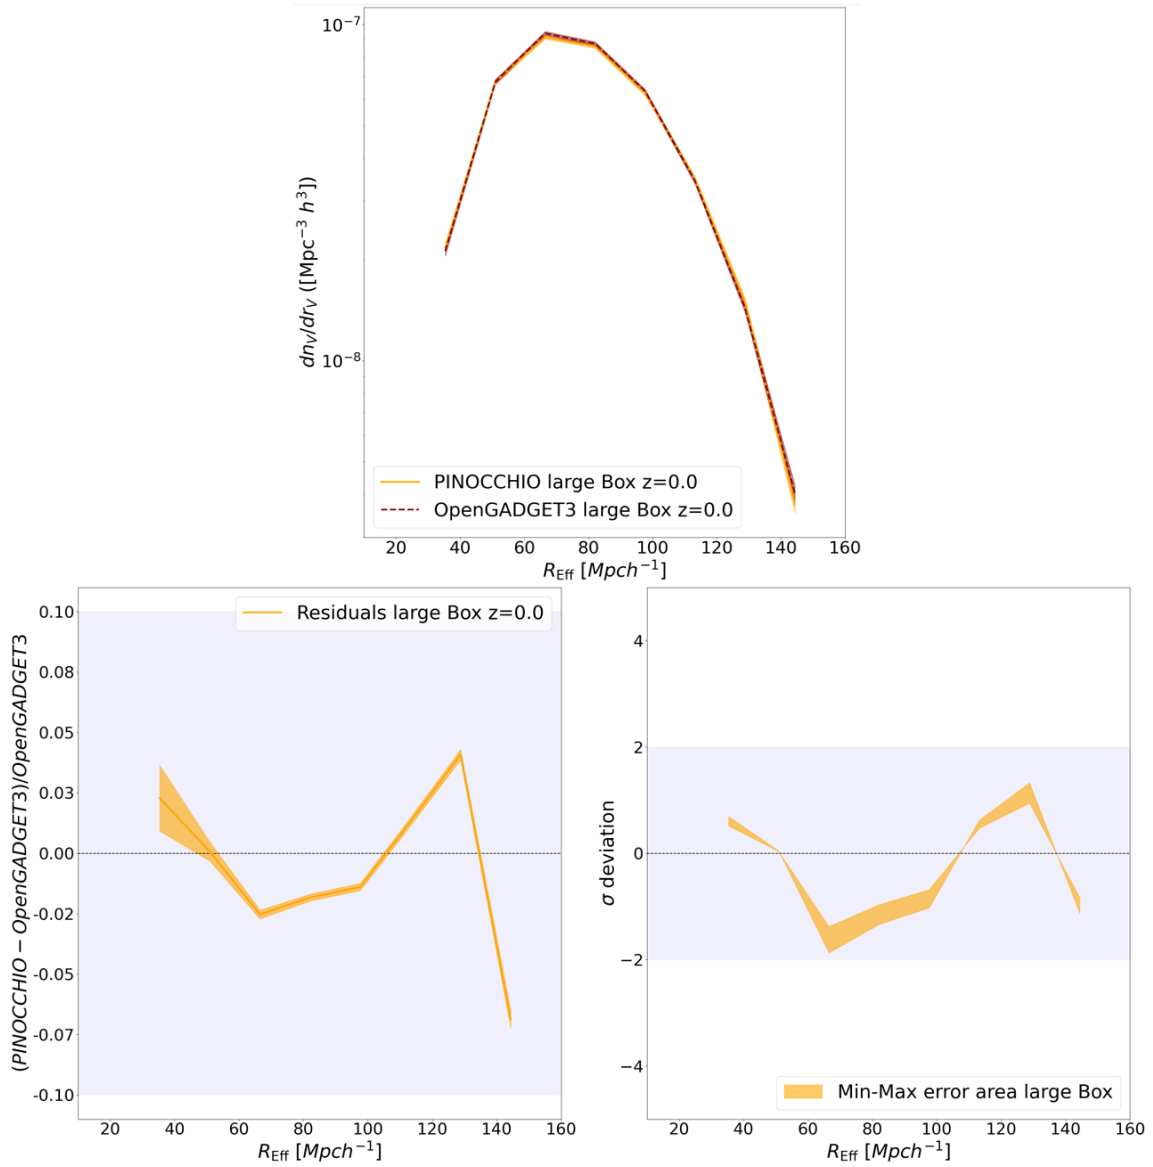 10⁻⁷
10⁻⁸
dn_V/dr_V ([Mpc⁻³ h³])
PINOCCHIO large Box z=0.0
OpenGADGET3 large Box z=0.0
20 40 60 80 100 120 140 160
R_Eff [Mpch⁻¹]
Residuals large Box z=0.0
0.10
0.08
0.05
0.03
0.00
-0.02
-0.05
-0.07
-0.10
(PINOCCHIO − OpenGADGET3)/OpenGADGET3
20 40 60 80 100 120 140 160
R_Eff [Mpch⁻¹]
4
2
0
−2
−4
σ deviation
Min-Max error area large Box
20 40 60 80 100 120 140 160
R_Eff [Mpch⁻¹]